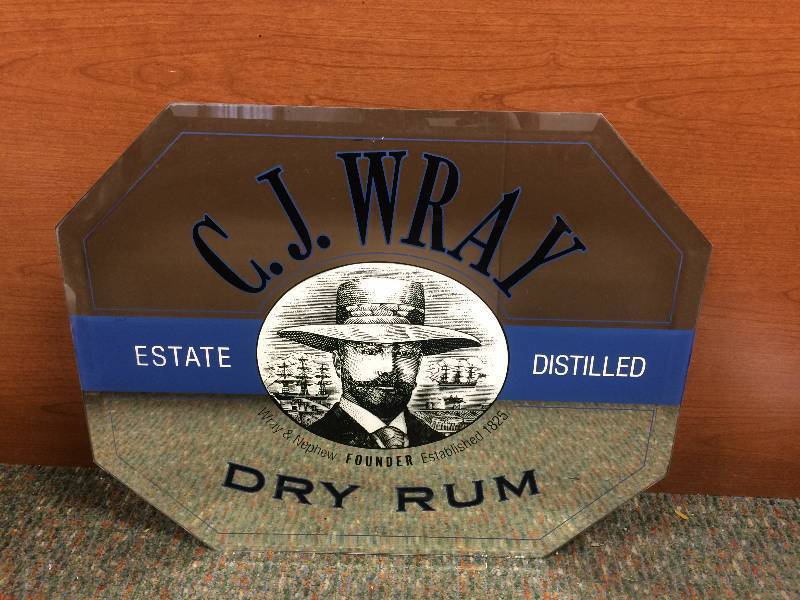 C.J. WRAY
ESTATE DISTILLED
Wray & Nephew FOUNDER Established 1825
DRY RUM